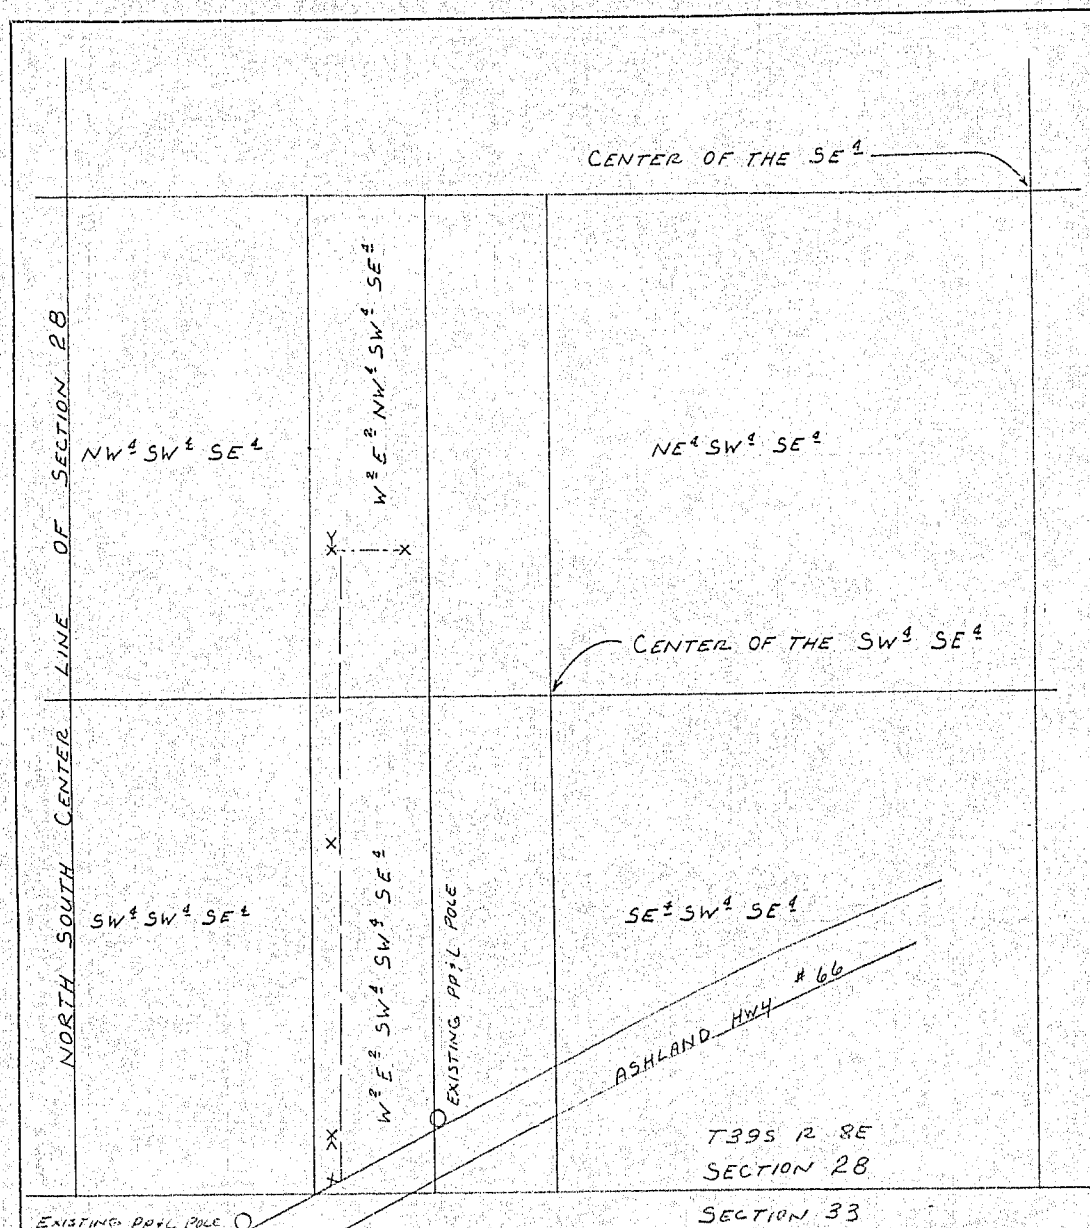 CENTER OF THE SE¼
NORTH SOUTH CENTER LINE OF SECTION 28
W½ E½ NW¼ SW¼ SE¼
NW¼ SW¼ SE¼
NE¼ SW¼ SE¼
CENTER OF THE SW¼ SE¼
SW¼ SW¼ SE¼
W½ E½ SW¼ SW¼ SE¼
EXISTING PP&L POLE
SE¼ SW¼ SE¼
ASHLAND HWY #66
T39S R 8E
SECTION 28
EXISTING PP&L POLE
SECTION 33